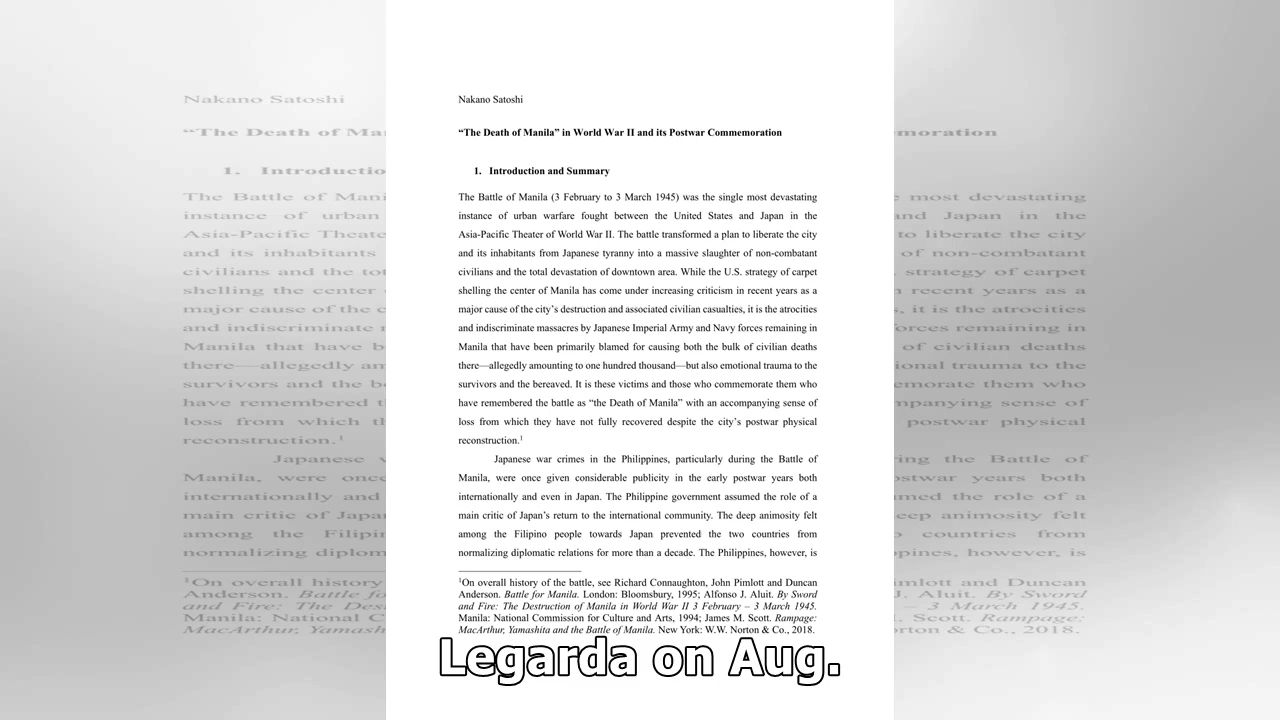 Nakano Satoshi
“The Death of Manila” in World War II and its Postwar Commemoration
1. Introduction and Summary
The Battle of Manila (3 February to 3 March 1945) was the single most devastating
instance of urban warfare fought between the United States and Japan in the
Asia-Pacific Theater of World War II. The battle transformed a plan to liberate the city
and its inhabitants from Japanese tyranny into a massive slaughter of non-combatant
civilians and the total devastation of downtown area. While the U.S. strategy of carpet
shelling the center of Manila has come under increasing criticism in recent years as a
major cause of the city’s destruction and associated civilian casualties, it is the atrocities
and indiscriminate massacres by Japanese Imperial Army and Navy forces remaining in
Manila that have been primarily blamed for causing both the bulk of civilian deaths
there—allegedly amounting to one hundred thousand—but also emotional trauma to the
survivors and the bereaved. It is these victims and those who commemorate them who
have remembered the battle as “the Death of Manila” with an accompanying sense of
loss from which they have not fully recovered despite the city’s postwar physical
reconstruction.1
Japanese war crimes in the Philippines, particularly during the Battle of
Manila, were once given considerable publicity in the early postwar years both
internationally and even in Japan. The Philippine government assumed the role of a
main critic of Japan’s return to the international community. The deep animosity felt
among the Filipino people towards Japan prevented the two countries from
normalizing diplomatic relations for more than a decade. The Philippines, however, is
1On overall history of the battle, see Richard Connaughton, John Pimlott and Duncan
Anderson. Battle for Manila. London: Bloomsbury, 1995; Alfonso J. Aluit. By Sword
and Fire: The Destruction of Manila in World War II 3 February – 3 March 1945.
Manila: National Commission for Culture and Arts, 1994; James M. Scott. Rampage:
MacArthur, Yamashita and the Battle of Manila. New York: W.W. Norton & Co., 2018.
Legarda on Aug.